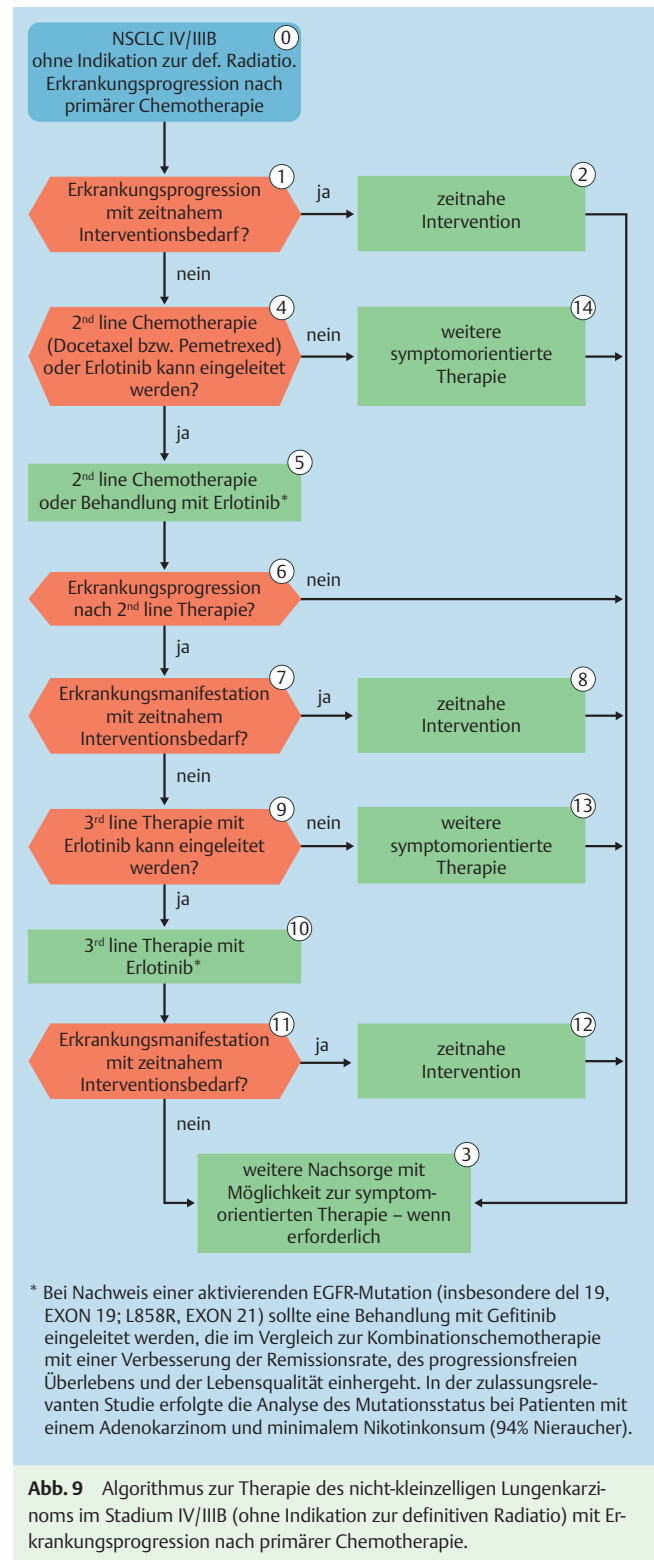 NSCLC IV/IIIB
0
ohne Indikation zur def. Radiatio.
Erkrankungsprogression nach
primärer Chemotherapie
1
Erkrankungsprogression
mit zeitnahem
Interventionsbedarf?
ja
2
zeitnahe
Intervention
nein
4
2nd line Chemotherapie
(Docetaxel bzw. Pemetrexed)
oder Erlotinib kann eingeleitet
werden?
nein
14
weitere
symptomorientierte
Therapie
ja
5
2nd line Chemotherapie
oder Behandlung mit Erlotinib*
6
Erkrankungsprogression
nach 2nd line Therapie?
nein
ja
7
Erkrankungsmanifestation
mit zeitnahem
Interventionsbedarf?
ja
8
zeitnahe
Intervention
nein
9
3rd line Therapie mit
Erlotinib kann eingeleitet
werden?
nein
13
weitere
symptomorientierte
Therapie
ja
10
3rd line Therapie mit
Erlotinib*
11
Erkrankungsmanifestation
mit zeitnahem
Interventionsbedarf?
ja
12
zeitnahe
Intervention
nein
3
weitere Nachsorge mit
Möglichkeit zur symptom-
orientierten Therapie – wenn
erforderlich
* Bei Nachweis einer aktivierenden EGFR-Mutation (insbesondere del 19,
EXON 19; L858R, EXON 21) sollte eine Behandlung mit Gefitinib
eingeleitet werden, die im Vergleich zur Kombinationschemotherapie
mit einer Verbesserung der Remissionsrate, des progressionsfreien
Überlebens und der Lebensqualität einhergeht. In der zulassungsrele-
vanten Studie erfolgte die Analyse des Mutationsstatus bei Patienten mit
einem Adenokarzinom und minimalem Nikotinkonsum (94% Nieraucher).
Abb. 9 Algorithmus zur Therapie des nicht-kleinzelligen Lungenkarzi-
noms im Stadium IV/IIIB (ohne Indikation zur definitiven Radiatio) mit Er-
krankungsprogression nach primärer Chemotherapie.